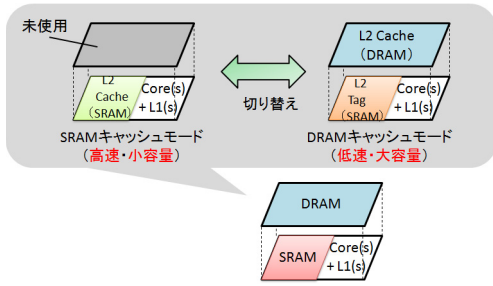 未使用
L2 Cache
(DRAM)
L2
Cache
(SRAM)
Core(s)
+ L1(s)
切り替え
L2
Tag
(SRAM)
Core(s)
+ L1(s)
SRAMキャッシュモード
(高速・小容量)
DRAMキャッシュモード
(低速・大容量)
DRAM
SRAM
Core(s)
+ L1(s)